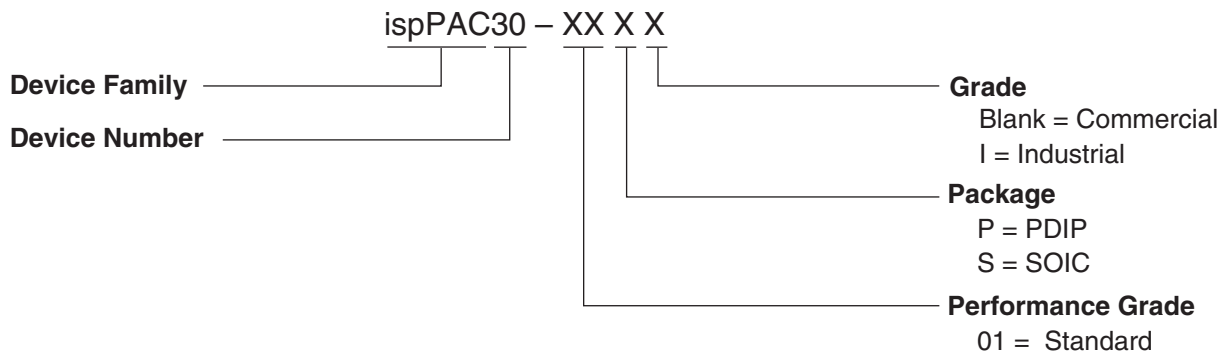 ispPAC30 – XX X X
Device Family
Device Number
Grade
Blank = Commercial
I = Industrial
Package
P = PDIP
S = SOIC
Performance Grade
01 = Standard